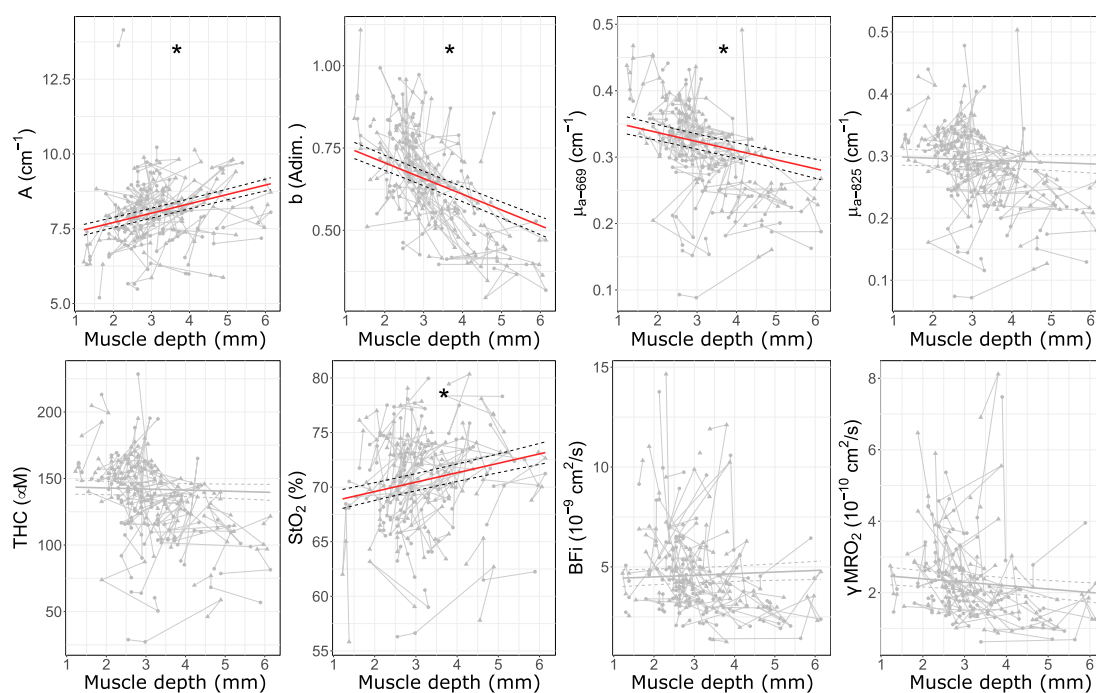 A (cm⁻¹)
12.5
10.0
7.5
5.0
*
1 2 3 4 5 6
Muscle depth (mm)
b (Adim. )
1.00
0.75
0.50
*
1 2 3 4 5 6
Muscle depth (mm)
μa−669 (cm⁻¹)
0.5
0.4
0.3
0.2
0.1
*
1 2 3 4 5 6
Muscle depth (mm)
μa−825 (cm⁻¹)
0.5
0.4
0.3
0.2
0.1
1 2 3 4 5 6
Muscle depth (mm)
THC (∝M)
200
150
100
50
1 2 3 4 5 6
Muscle depth (mm)
StO₂ (%)
80
75
70
65
60
55
*
1 2 3 4 5 6
Muscle depth (mm)
BFi (10⁻⁹ cm²/s)
15
10
5
1 2 3 4 5 6
Muscle depth (mm)
γMRO₂ (10⁻¹⁰ cm²/s)
8
6
4
2
1 2 3 4 5 6
Muscle depth (mm)